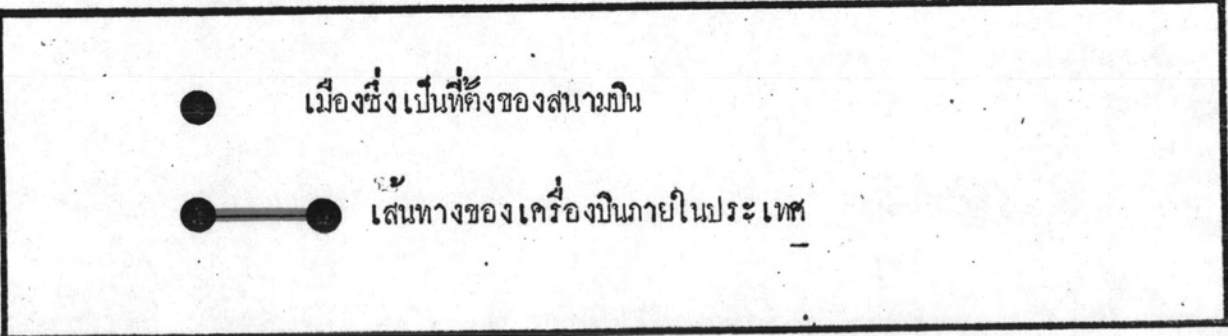 เมืองซึ่งเป็นที่ตั้งของสนามบิน
เส้นทางของเครื่องบินภายในประเทศ